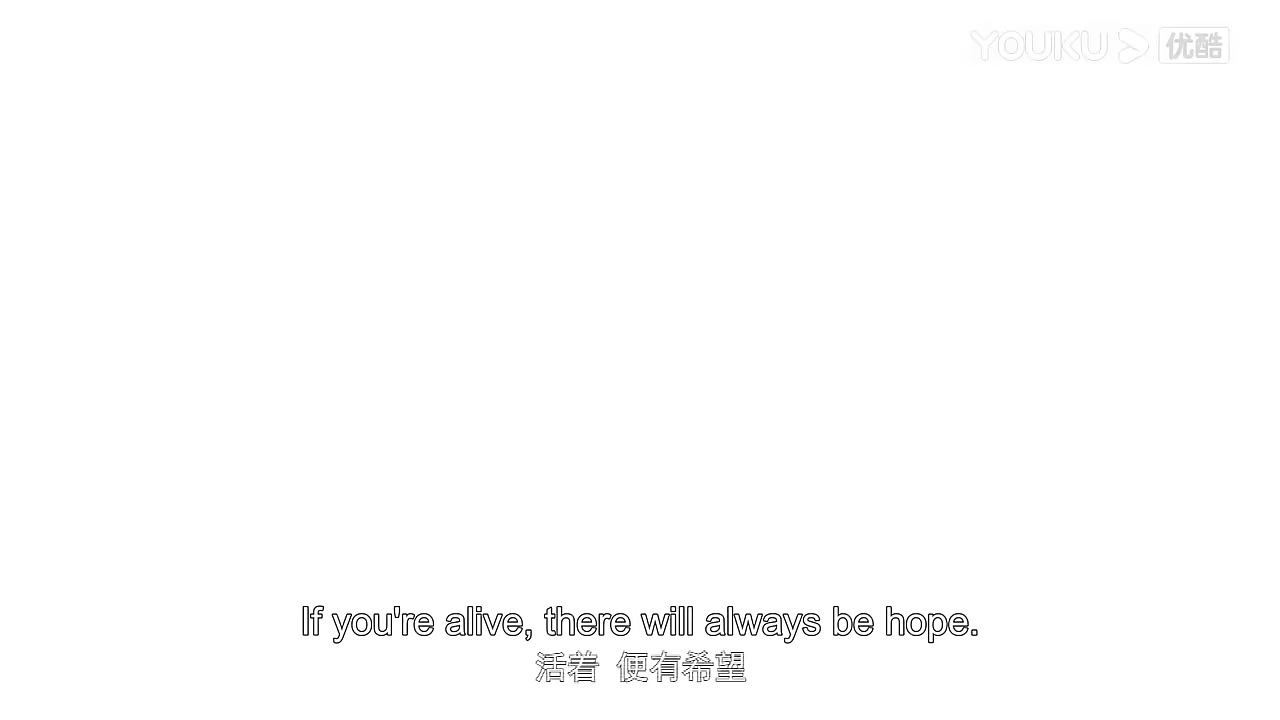 YOUKU 优酷
If you're alive, there will always be hope.
活着 便有希望